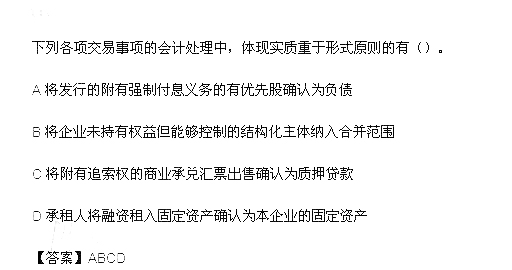 下列各项交易事项的会计处理中，体现实质重于形式原则的有（）。
A 将发行的附有强制付息义务的有优先股确认为负债
B 将企业未持有权益但能够控制的结构化主体纳入合并范围
C 将附有追索权的商业承兑汇票出售确认为质押贷款
D 承租人将融资租入固定资产确认为本企业的固定资产
【答案】ABCD